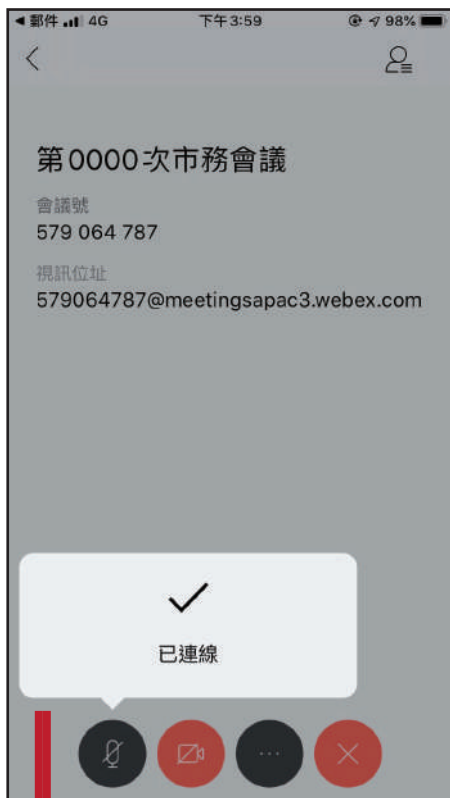 郵件 4G 下午3:59 98%
第0000次市務會議
會議號
579 064 787
視訊位址
579064787@meetingsapac3.webex.com
已連線